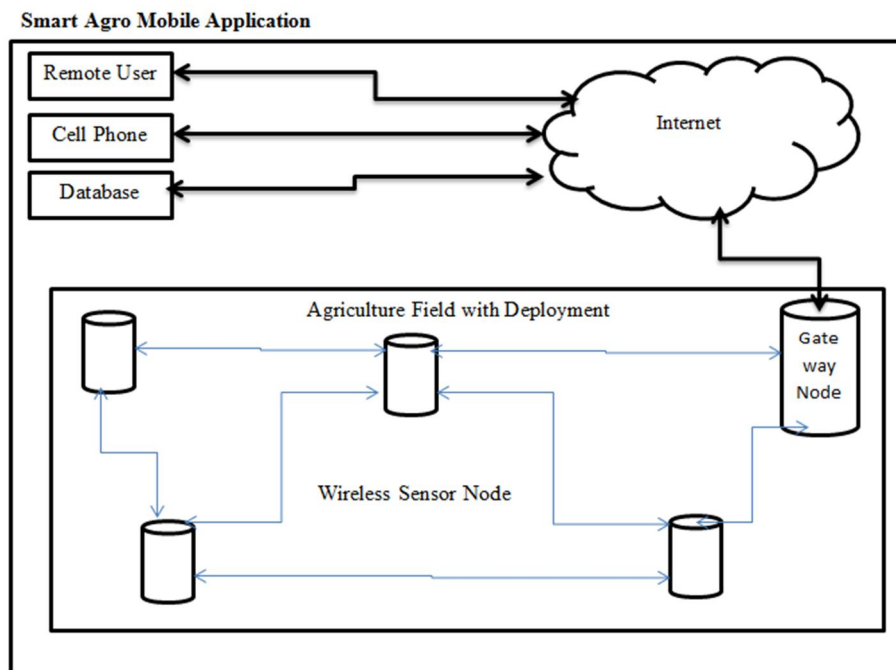 Smart Agro Mobile Application
Remote User
Cell Phone
Database
Internet
Agriculture Field with Deployment
Gate
way
Node
Wireless Sensor Node